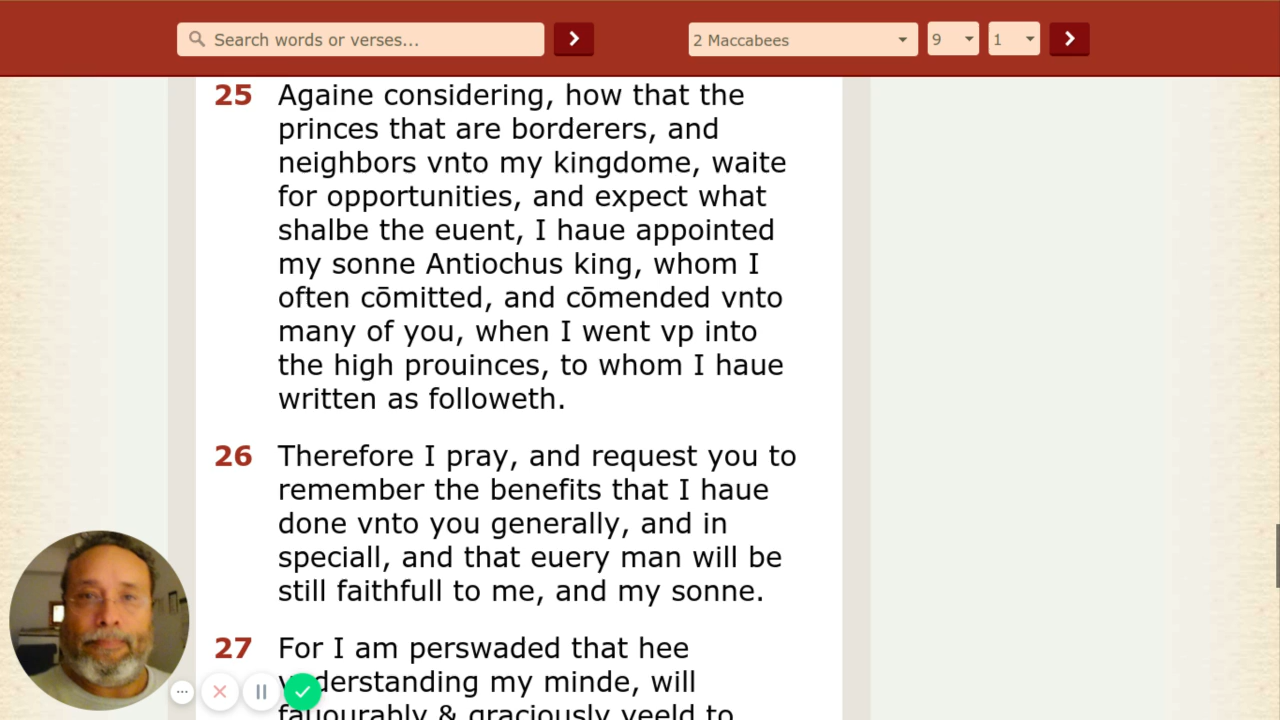 Search words or verses...
2 Maccabees
9
1
25 Againe considering, how that the
princes that are borderers, and
neighbors vnto my kingdome, waite
for opportunities, and expect what
shalbe the euent, I haue appointed
my sonne Antiochus king, whom I
often cōmitted, and cōmended vnto
many of you, when I went vp into
the high prouinces, to whom I haue
written as followeth.
26 Therefore I pray, and request you to
remember the benefits that I haue
done vnto you generally, and in
speciall, and that euery man will be
still faithfull to me, and my sonne.
27 For I am perswaded that hee
my minde, will
fauourably & graciously yeeld to